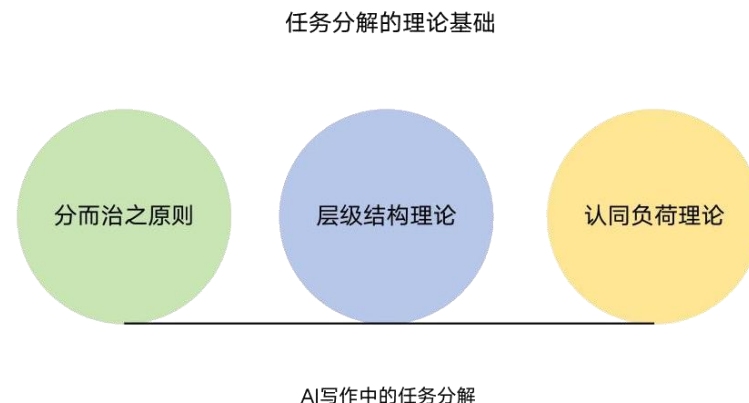 任务分解的理论基础
分而治之原则
层级结构理论
认同负荷理论
AI写作中的任务分解